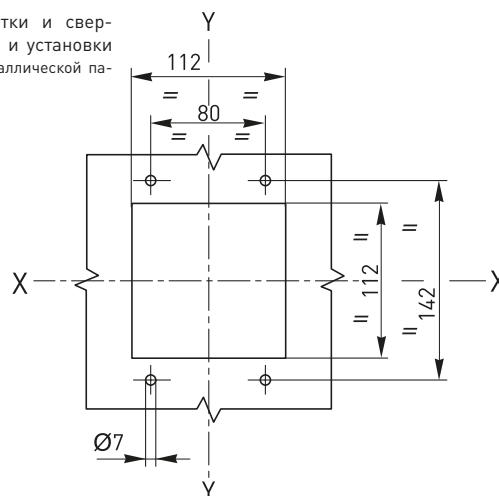 тки и свер-
и установки
аллической па-
Y
112
= =
80
= =
X
X
=
=
112
=
=
142
Ø7
Y